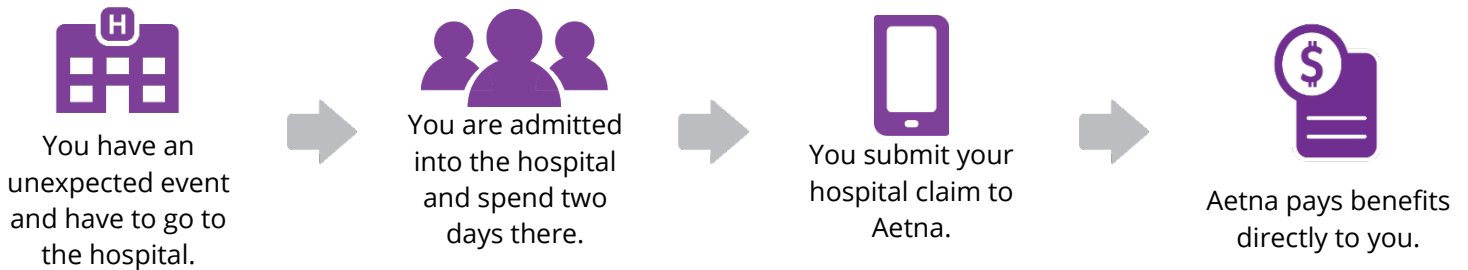 H
You have an
unexpected event
and have to go to
the hospital.
You are admitted
into the hospital
and spend two
days there.
You submit your
hospital claim to
Aetna.
$
Aetna pays benefits
directly to you.